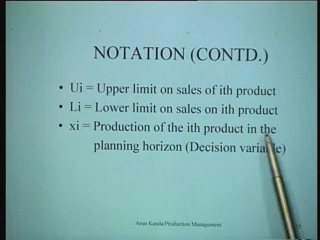 NOTATION (CONTD.)
• Ui = Upper limit on sales of ith product
• Li = Lower limit on sales on ith product
• xi = Production of the ith product in the
planning horizon (Decision variable)
Arun Kanda/Production Management